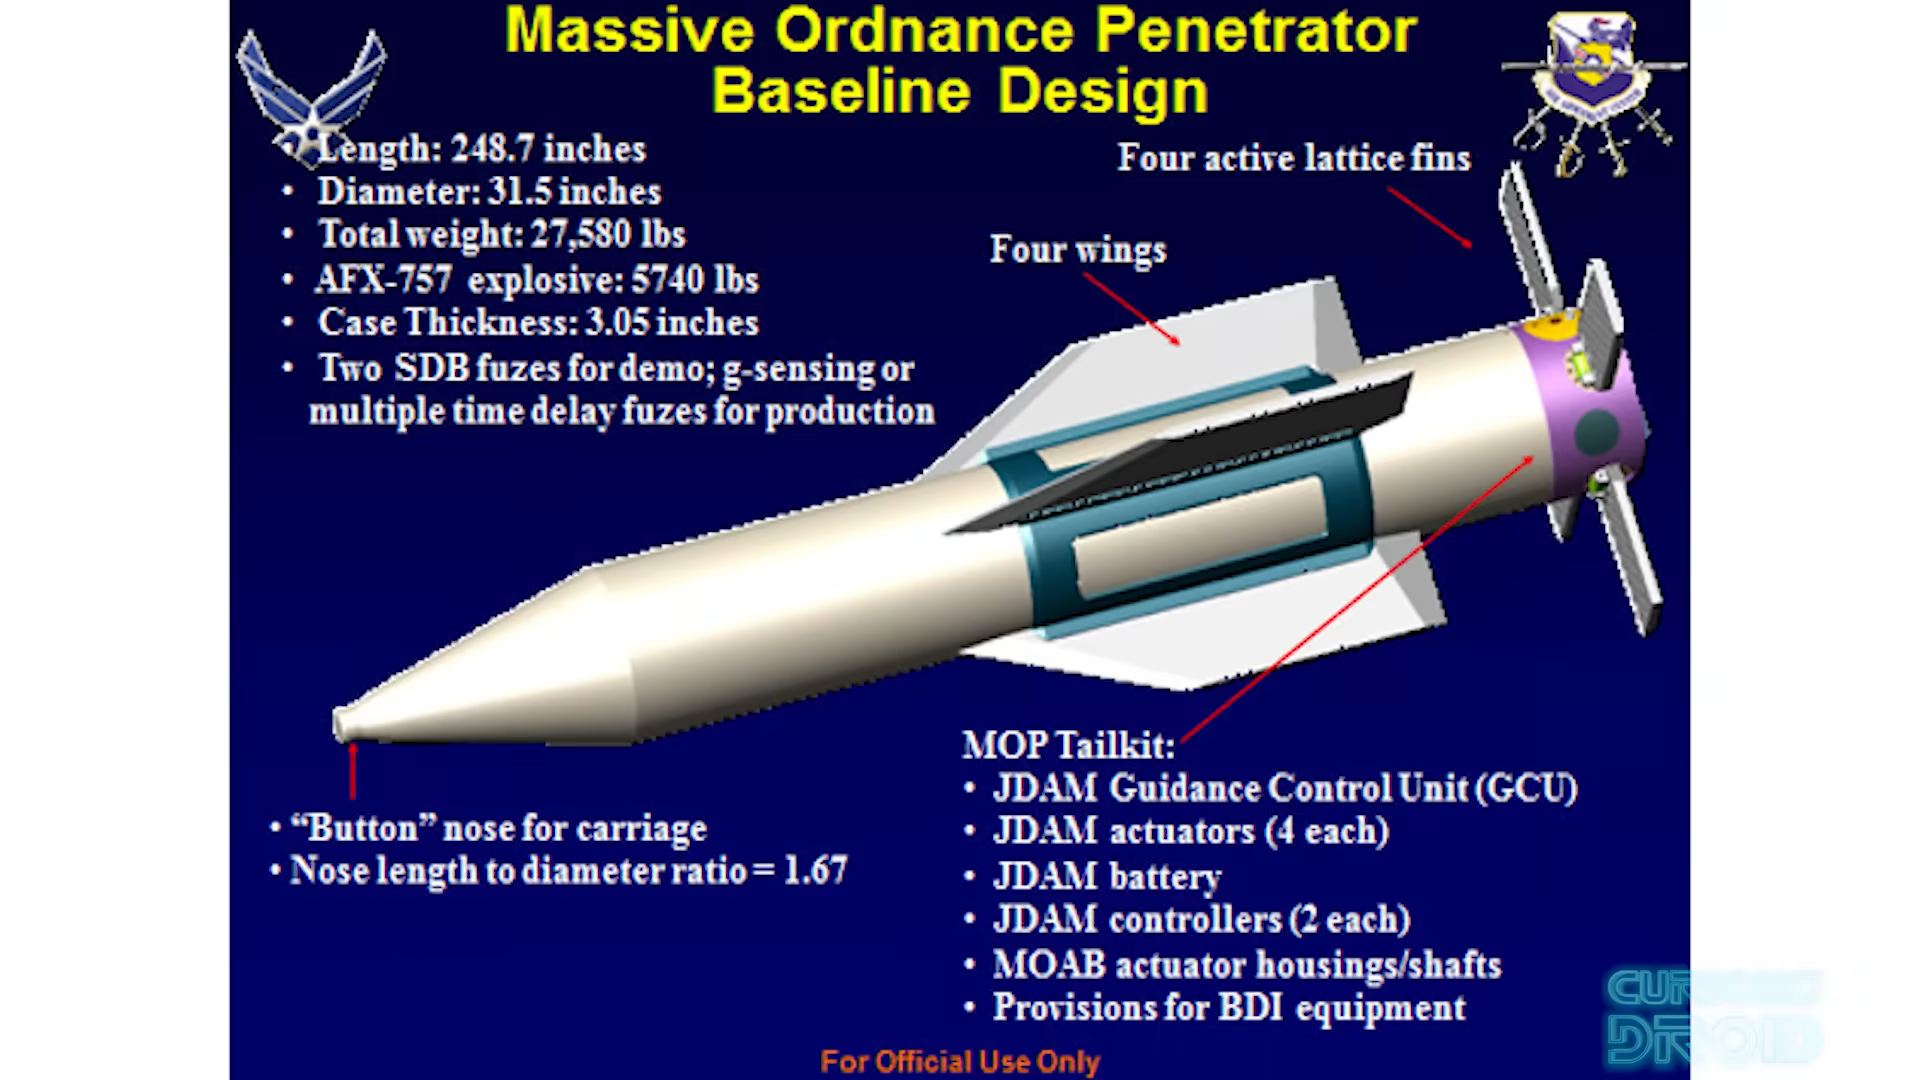 Massive Ordnance Penetrator
Baseline Design
• Length: 248.7 inches
• Diameter: 31.5 inches
• Total weight: 27,580 lbs
• AFX-757 explosive: 5740 lbs
• Case Thickness: 3.05 inches
• Two SDB fuzes for demo; g-sensing or
multiple time delay fuzes for production
Four active lattice fins
Four wings
• “Button” nose for carriage
• Nose length to diameter ratio = 1.67
MOP Tailkit:
• JDAM Guidance Control Unit (GCU)
• JDAM actuators (4 each)
• JDAM battery
• JDAM controllers (2 each)
• MOAB actuator housings/shafts
• Provisions for BDI equipment
For Official Use Only
DROID